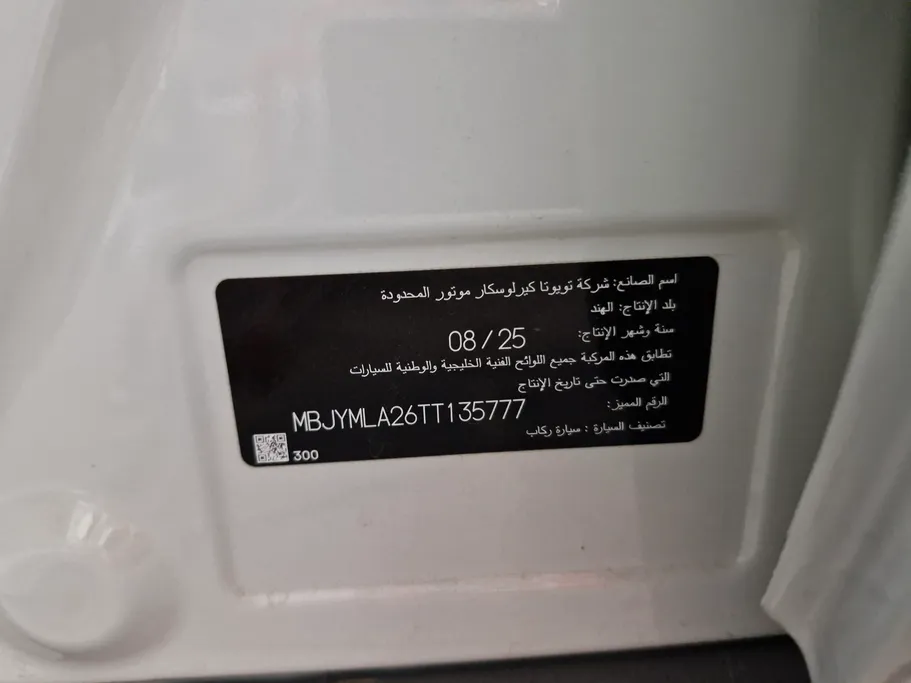 اسم الصانع: شركة تويوتا كيرلوسكار موتور المحدودة
بلد الإنتاج: الهند
سنة وشهر الإنتاج: 08/25
تطابق هذه المركبة جميع اللوائح الفنية الخليجية والوطنية للسيارات
التي صدرت حتى تاريخ الإنتاج
الرقم المميز: MBJYMLA26TT135777
تصنيف السيارة : سيارة ركاب
300